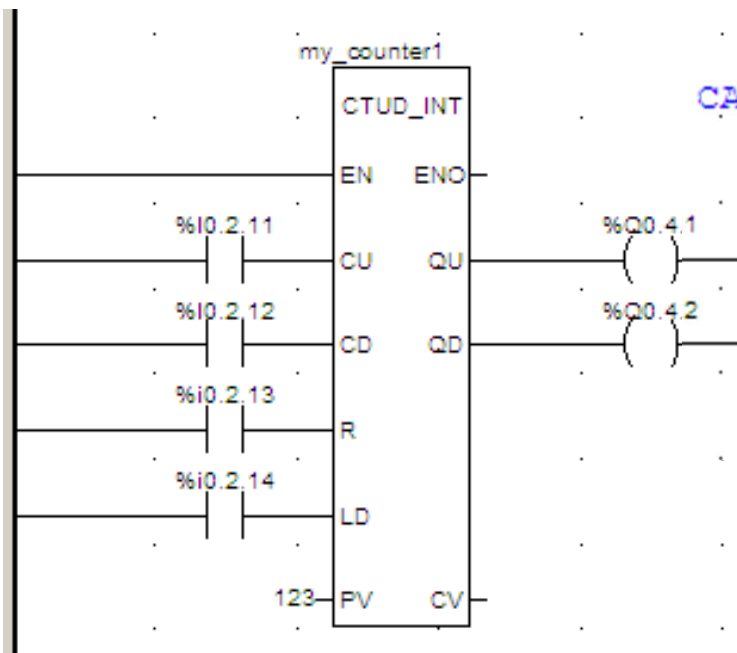 my_counter1
CTUD_INT
CA
EN ENO
%I0.2.11 %Q0.4.1
CU QU
%I0.2.12 %Q0.4.2
CD QD
%i0.2.13
R
%i0.2.14
LD
123 PV CV